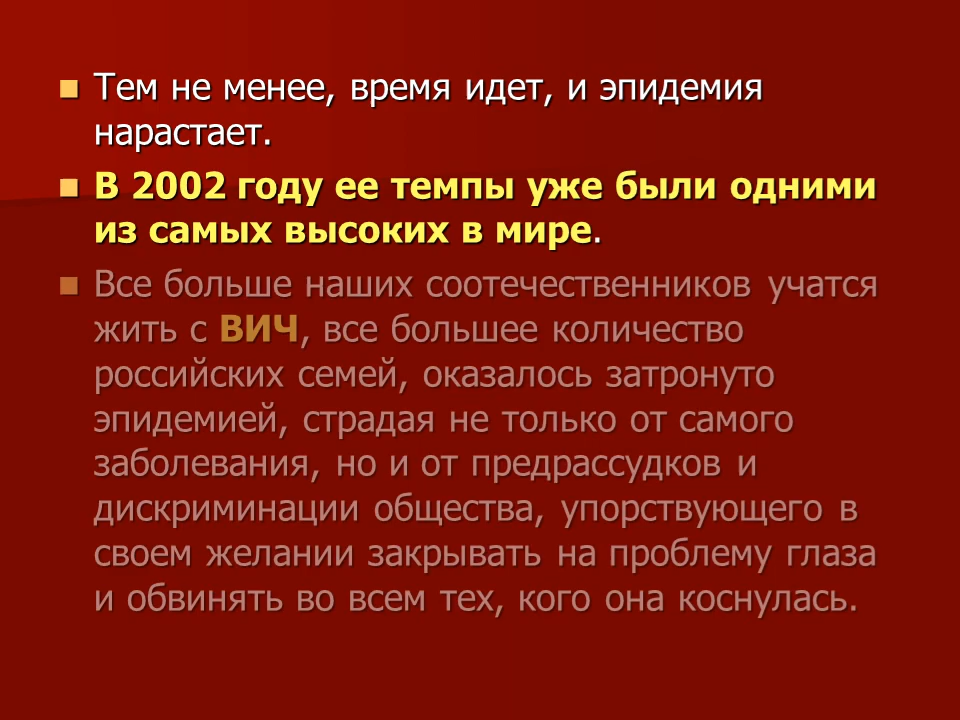 Тем не менее, время идет, и эпидемия
нарастает.
В 2002 году ее темпы уже были одними
из самых высоких в мире.
Все больше наших соотечественников учатся
жить с ВИЧ, все большее количество
российских семей, оказалось затронуто
эпидемией, страдая не только от самого
заболевания, но и от предрассудков и
дискриминации общества, упорствующего в
своем желании закрывать на проблему глаза
и обвинять во всем тех, кого она коснулась.